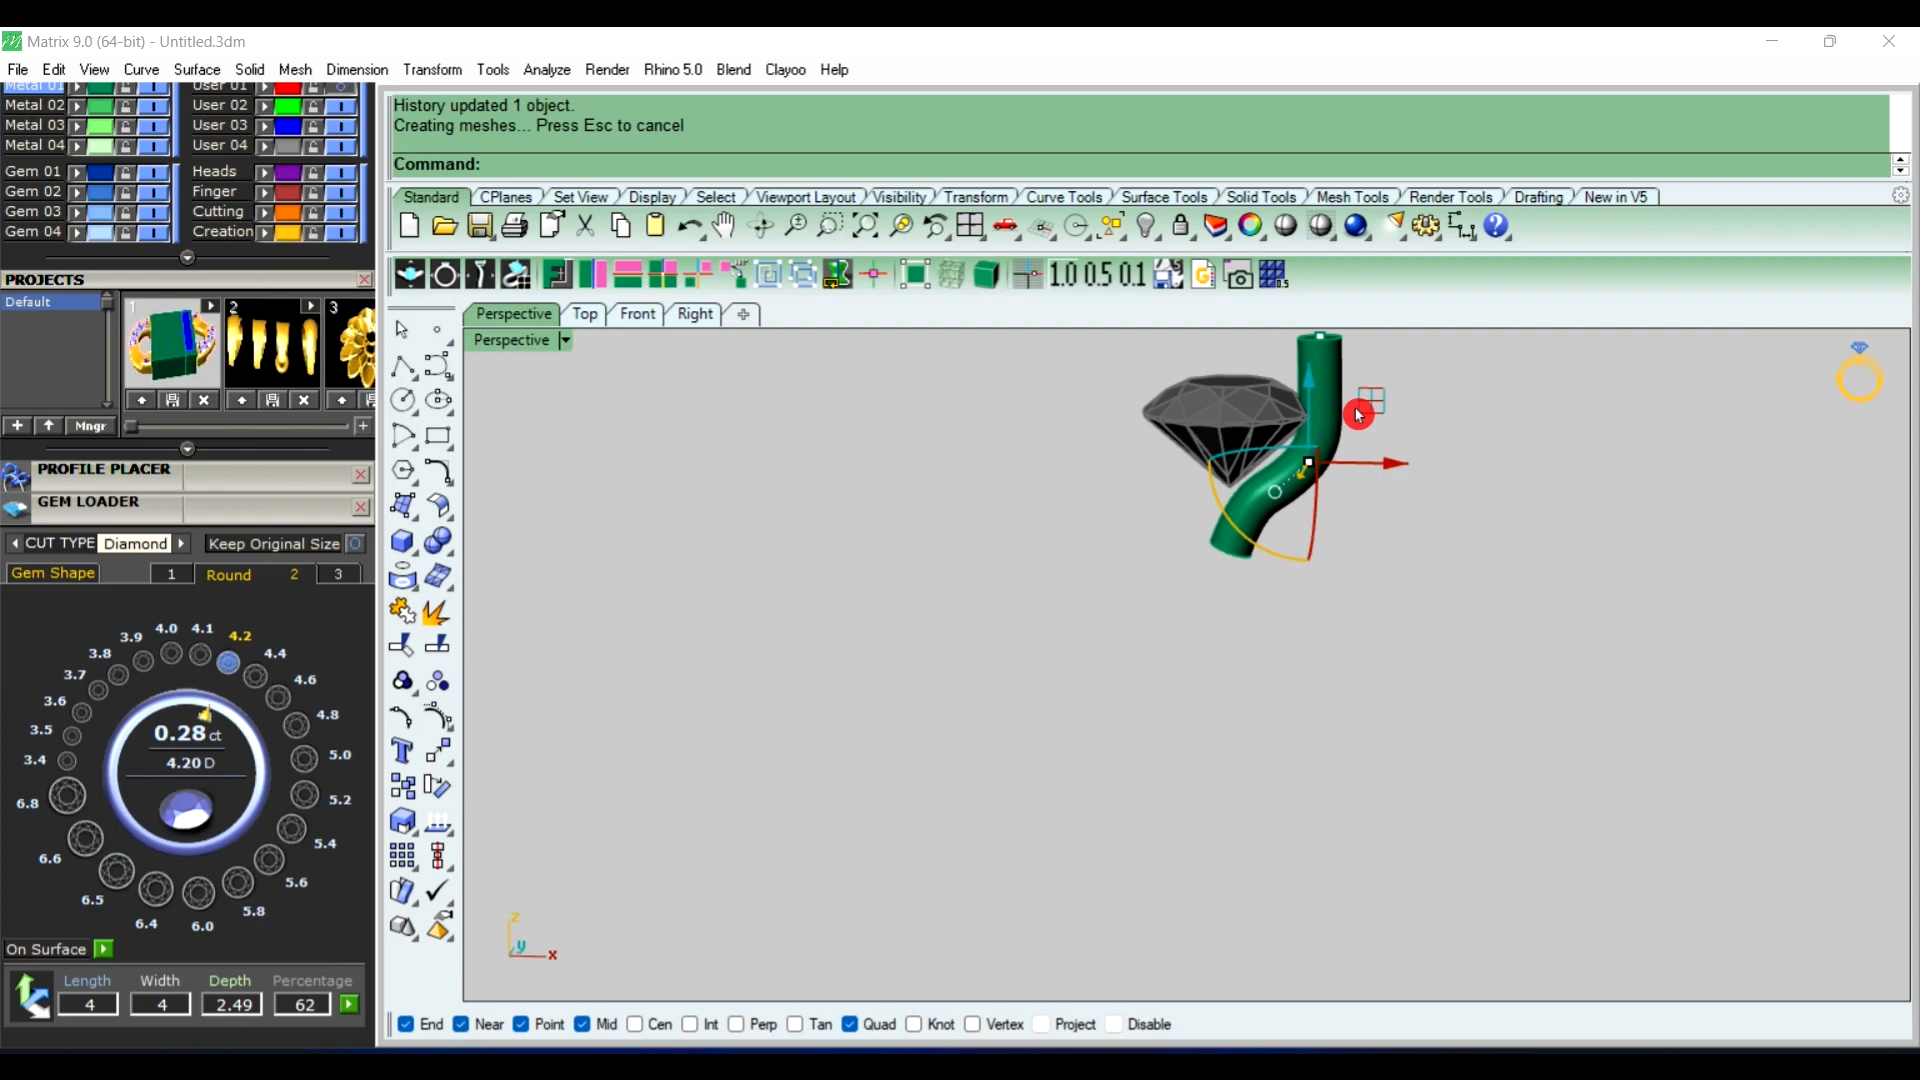 Matrix 9.0 (64-bit) - Untitled.3dm
File Edit View Curve Surface Solid Mesh Dimension Transform Tools Analyze Render Rhino 5.0 Blend Clayoo Help
Metal 01 User 01
Metal 02 User 02
Metal 03 User 03
Metal 04 User 04
Gem 01 Heads
Gem 02 Finger
Gem 03 Cutting
Gem 04 Creation
PROJECTS
Default
1 2 3
Mngr
PROFILE PLACER
GEM LOADER
CUT TYPE Diamond Keep Original Size
Gem Shape 1 Round 2 3
3.9 4.0 4.1 4.2
3.8 4.4
3.7 4.6
3.6 4.8
3.5 5.0
3.4 5.2
6.8 5.4
6.6 5.6
6.5 5.8
6.4 6.0
0.28 ct
4.20 D
On Surface
Length Width Depth Percentage
4 4 2.49 62
History updated 1 object.
Creating meshes... Press Esc to cancel
Command:
Standard CPlanes Set View Display Select Viewport Layout Visibility Transform Curve Tools Surface Tools Solid Tools Mesh Tools Render Tools Drafting New in V5
1.0 0.5 0.1
0.5
Perspective Top Front Right
Perspective
z
y x
End Near Point Mid Cen Int Perp Tan Quad Knot Vertex Project Disable